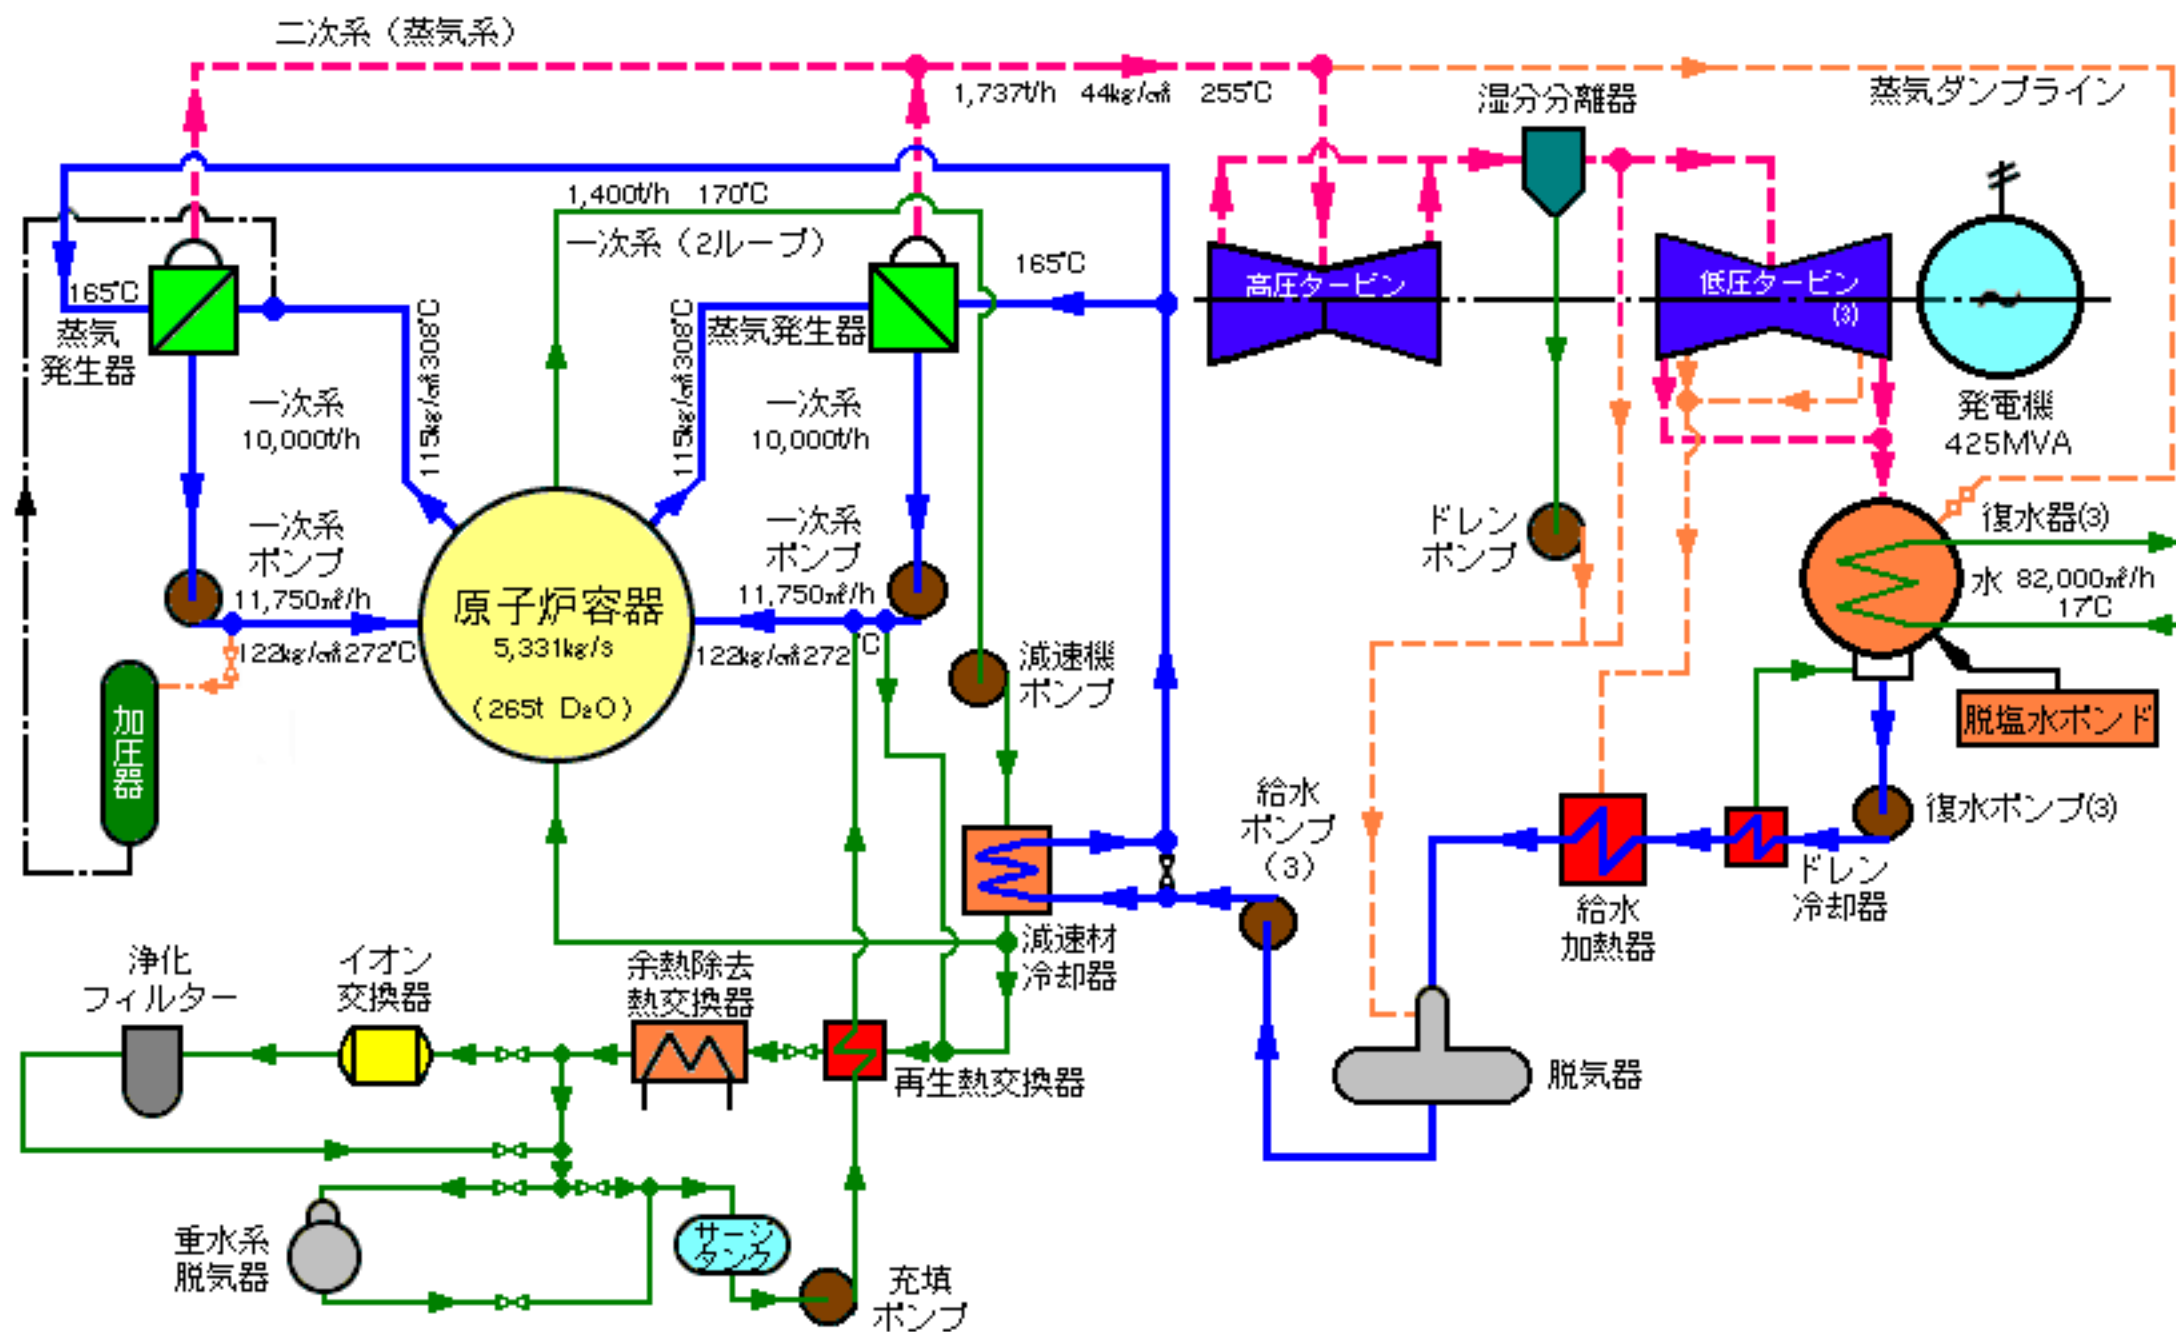 二次系（蒸気系）
1,737t/h 44kg/㎠ 255℃
湿分分離器
蒸気ダンプライン
1,400t/h 170℃
一次系（2ループ）
165℃
165℃
蒸気
発生器
蒸気発生器
115kg/㎠308℃
115kg/㎠308℃
高圧タービン
低圧タービン
(3)
発電機
425MVA
一次系
10,000t/h
一次系
10,000t/h
一次系
ポンプ
11,750㎥/h
一次系
ポンプ
11,750㎥/h
122kg/㎠272℃
122kg/㎠272℃
原子炉容器
5,331kg/s
(265t D₂O)
加圧器
減速機
ポンプ
ドレン
ポンプ
復水器(3)
水 82,000㎥/h
17℃
脱塩水ポンド
給水
ポンプ
(3)
復水ポンプ(3)
ドレン
冷却器
給水
加熱器
減速材
冷却器
浄化
フィルター
イオン
交換器
余熱除去
熱交換器
再生熱交換器
脱気器
重水系
脱気器
サージ
タンク
充填
ポンプ